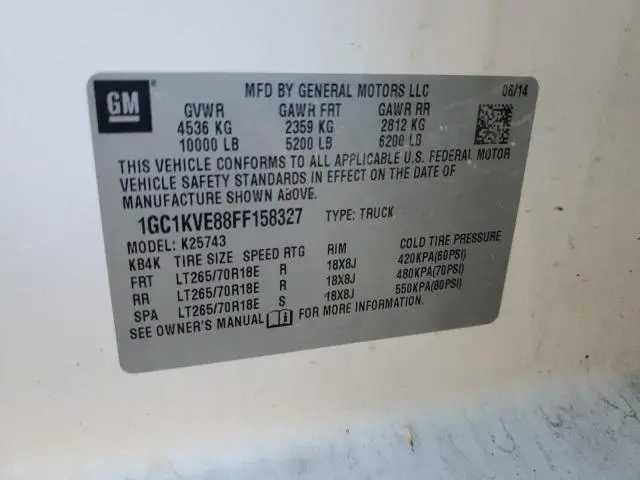 GM MFD BY GENERAL MOTORS LLC 06/14
GVWR GAWR FRT GAWR RR
4536 KG 2359 KG 2812 KG
10000 LB 5200 LB 6200 LB
THIS VEHICLE CONFORMS TO ALL APPLICABLE U.S. FEDERAL MOTOR
VEHICLE SAFETY STANDARDS IN EFFECT ON THE DATE OF
MANUFACTURE SHOWN ABOVE.
1GC1KVE88FF158327 TYPE: TRUCK
MODEL: K25743
KB4K TIRE SIZE SPEED RTG RIM COLD TIRE PRESSURE
FRT LT265/70R18E R 18X8J 420KPA(60PSI)
RR LT265/70R18E R 18X8J 480KPA(70PSI)
SPA LT265/70R18E S 18X8J 550KPA(80PSI)
SEE OWNER'S MANUAL i FOR MORE INFORMATION.